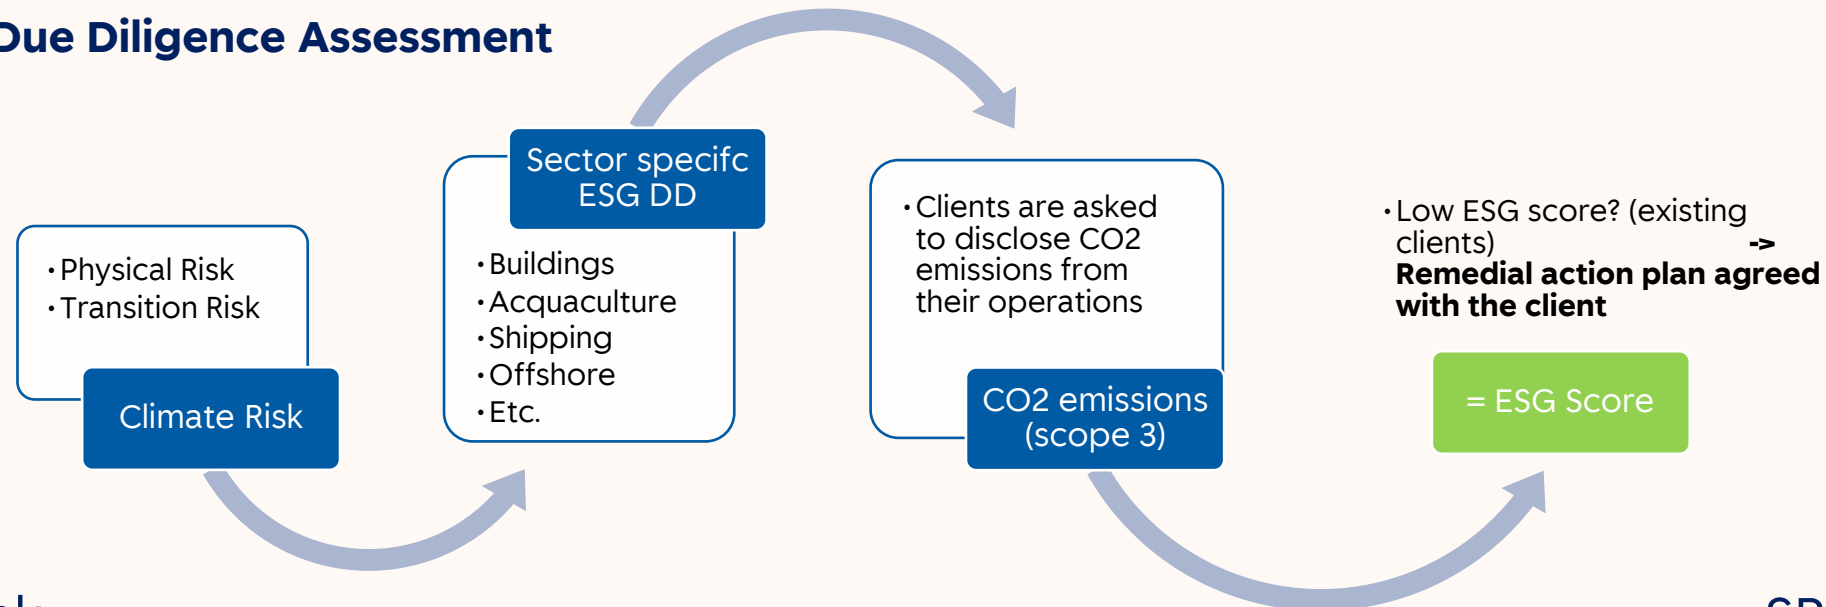 Due Diligence Assessment
·Physical Risk
·Transition Risk
Climate Risk
Sector specifc
ESG DD
·Buildings
·Acquaculture
·Shipping
·Offshore
·Etc.
·Clients are asked
to disclose CO2
emissions from
their operations
CO2 emissions
(scope 3)
·Low ESG score? (existing
clients) ->
Remedial action plan agreed
with the client
= ESG Score